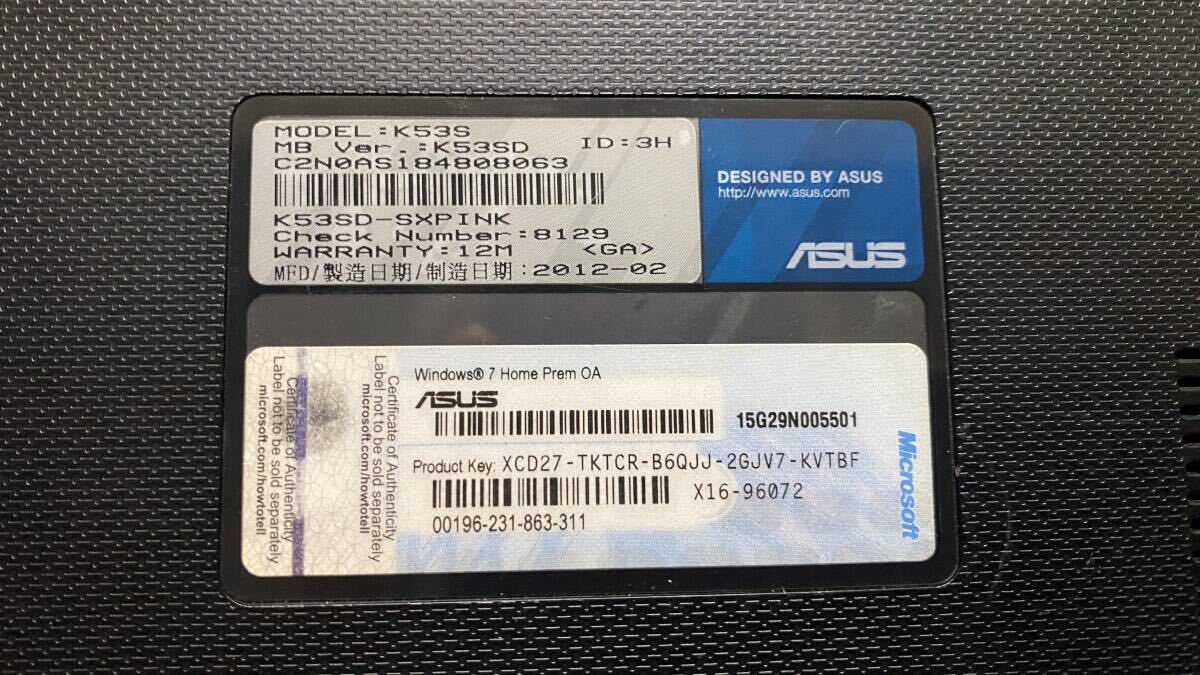 MODEL:K53S
MB Ver.:K53SD ID:3H
C2N0AS184808063
K53SD-SXPINK
Check Number:8129
WARRANTY:12M <GA>
MFD/製造日期/制造日期:2012-02
DESIGNED BY ASUS
http://www.asus.com
ASUS
Certificate of Authenticity
Label not to be sold separately
microsoft.com/howtotell
Certificate of Authenticity
Label not to be sold separately
microsoft.com/howtotell
Windows® 7 Home Prem OA
ASUS
15G29N005501
Product Key: XCD27-TKTCR-B6QJJ-2GJV7-KVTBF
X16-96072
00196-231-863-311
Microsoft